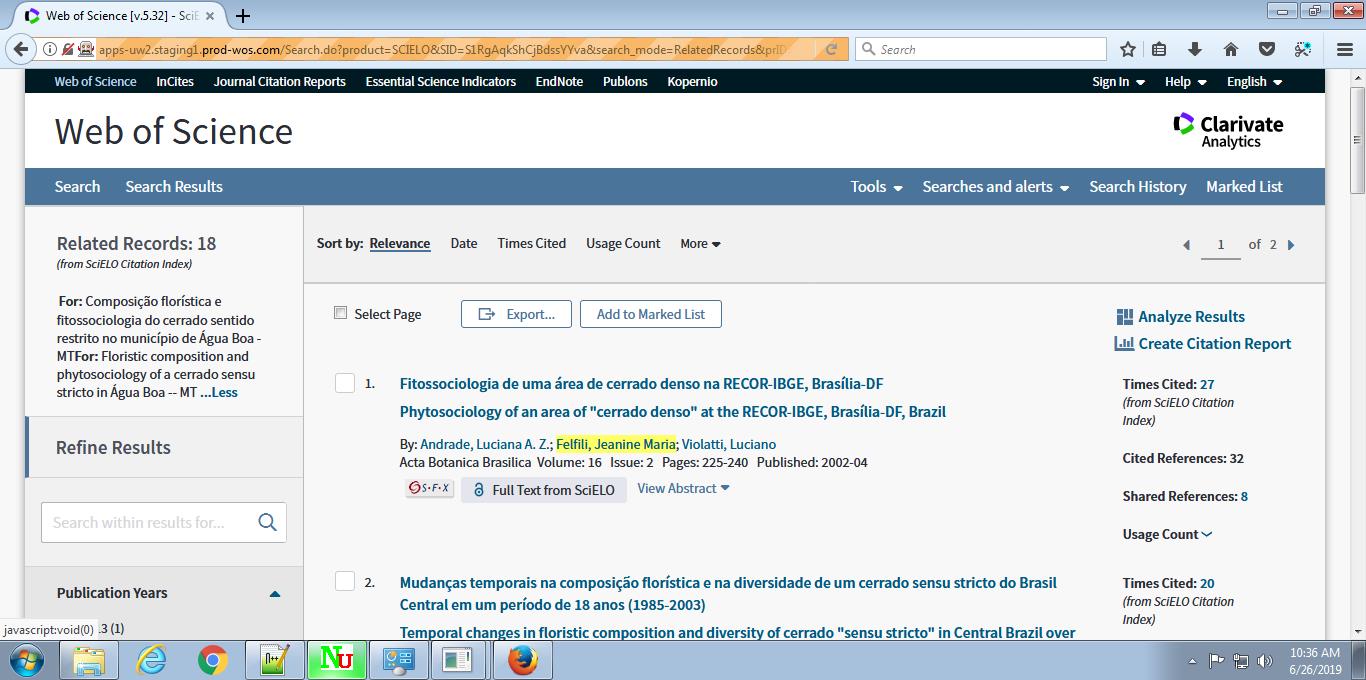 Web of Science [v.5.32] - SciE
apps-uw2.staging1.prod-wos.com/Search.do?product=SCIELO&SID=S1RgAqkShCjBdssYYva&search_mode=RelatedRecords&prID
Search
Web of Science InCites Journal Citation Reports Essential Science Indicators EndNote Publons Kopernio Sign In Help English
Web of Science
Clarivate
Analytics
Search Search Results Tools Searches and alerts Search History Marked List
Related Records: 18
(from SciELO Citation Index)
For: Composição florística e
fitossociologia do cerrado sentido
restrito no município de Água Boa -
MTFor: Floristic composition and
phytosociology of a cerrado sensu
stricto in Água Boa -- MT ...Less
Refine Results
Search within results for...
Publication Years
.3 (1)
javascript:void(0)
Sort by: Relevance Date Times Cited Usage Count More
1 of 2
Select Page Export... Add to Marked List
Analyze Results
Create Citation Report
1. Fitossociologia de uma área de cerrado denso na RECOR-IBGE, Brasília-DF
Phytosociology of an area of "cerrado denso" at the RECOR-IBGE, Brasília-DF, Brazil
By: Andrade, Luciana A. Z.; Felfili, Jeanine Maria; Violatti, Luciano
Acta Botanica Brasilica Volume: 16 Issue: 2 Pages: 225-240 Published: 2002-04
S·F·X Full Text from SciELO View Abstract
Times Cited: 27
(from SciELO Citation
Index)
Cited References: 32
Shared References: 8
Usage Count
2. Mudanças temporais na composição florística e na diversidade de um cerrado sensu stricto do Brasil
Central em um período de 18 anos (1985-2003)
Temporal changes in floristic composition and diversity of cerrado "sensu stricto" in Central Brazil over
Times Cited: 20
(from SciELO Citation
Index)
NU
10:36 AM
6/26/2019